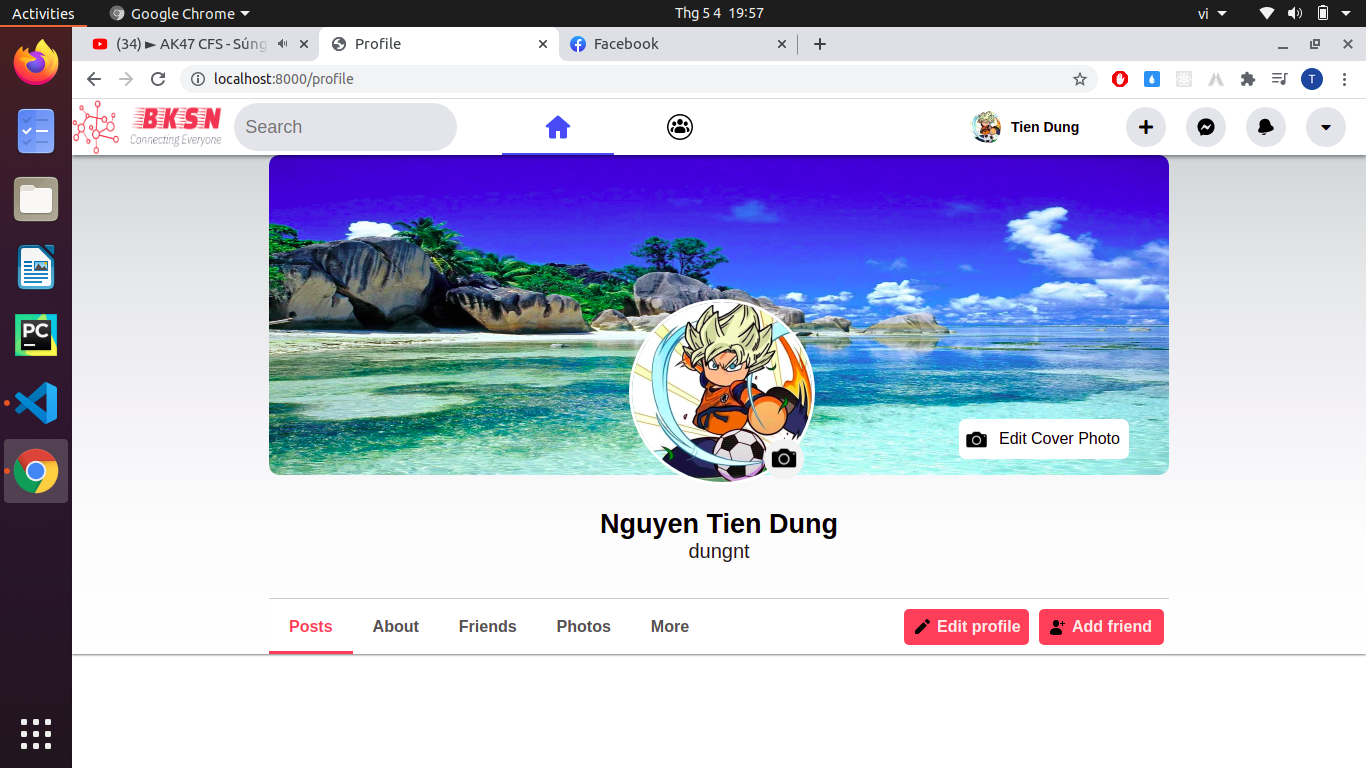 Activities
Google Chrome
Thg 5 4 19:57
vi
(34) ► AK47 CFS - Súng
Profile
Facebook
localhost:8000/profile
T
BKSN
Connecting Everyone
Search
Tien Dung
PC
Edit Cover Photo
Nguyen Tien Dung
dungnt
Posts
About
Friends
Photos
More
Edit profile
Add friend